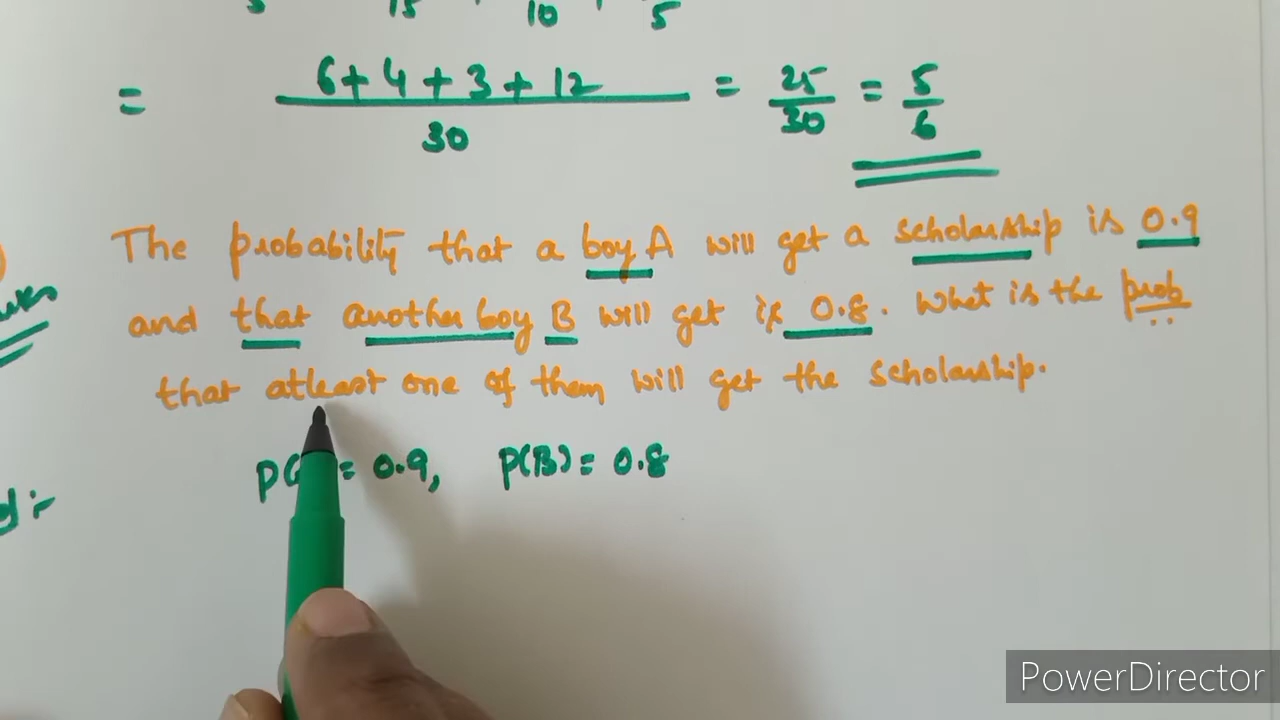 5 15 10 5
= 6+4+3+12 / 30 = 25/30 = 5/6
The probability that a boy A will get a scholarship is 0.9
and that another boy B will get is 0.8. What is the prob
that atleast one of them will get the scholarship.
P( = 0.9, P(B) = 0.8
PowerDirector